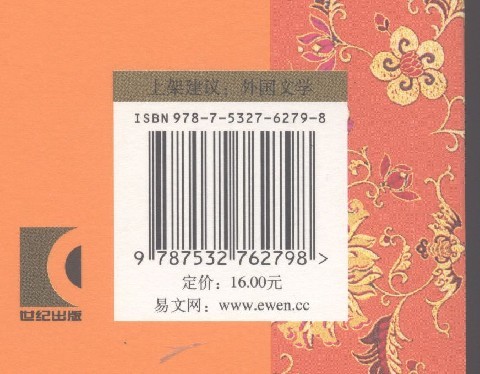 上架建议：外国文学
ISBN 978-7-5327-6279-8
9 787532 762798 >
定价：16.00元
易文网：www.ewen.cc
世纪出版